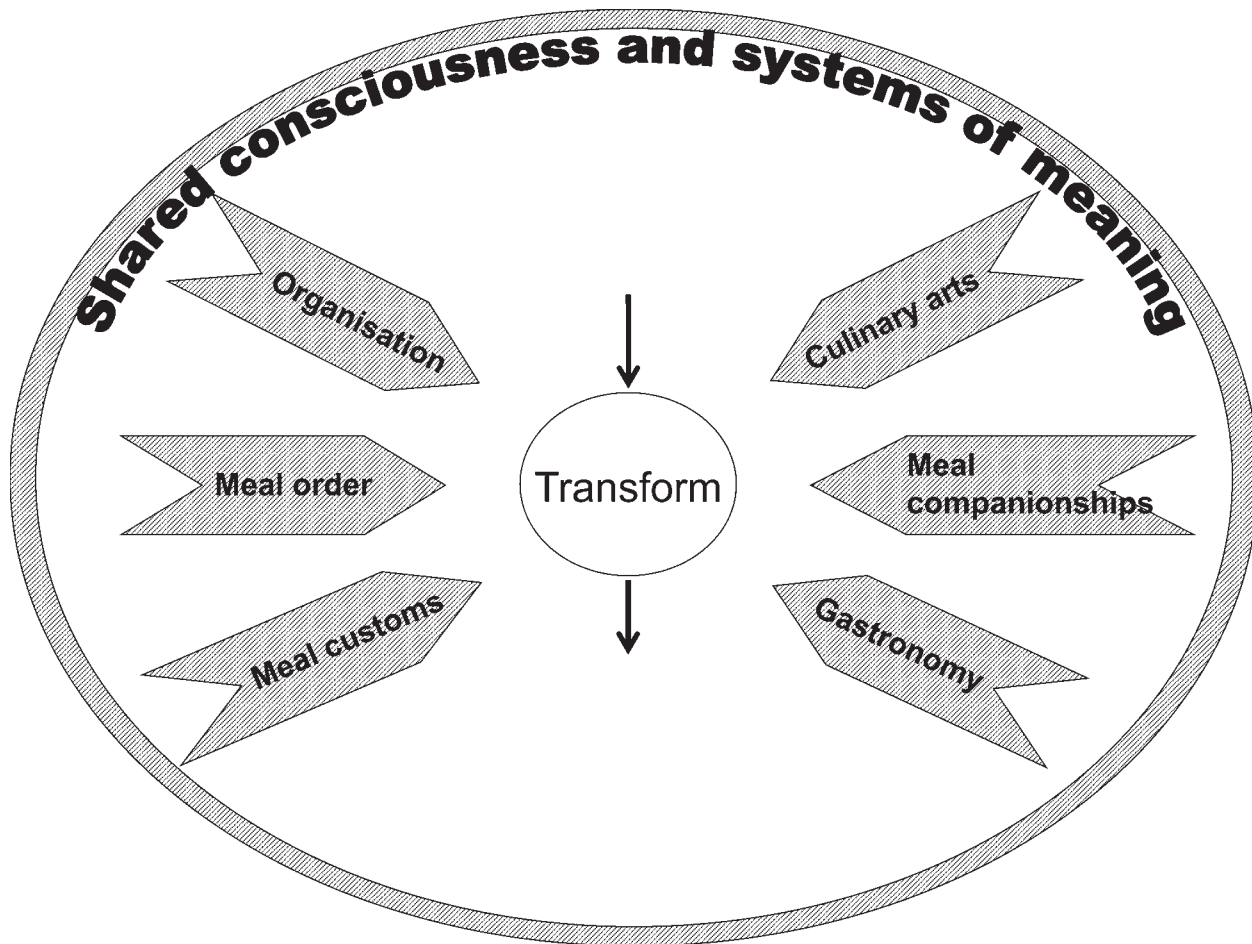 Shared consciousness and systems of meaning
Organisation
Culinary arts
Meal order
Transform
Meal
companionships
Meal customs
Gastronomy